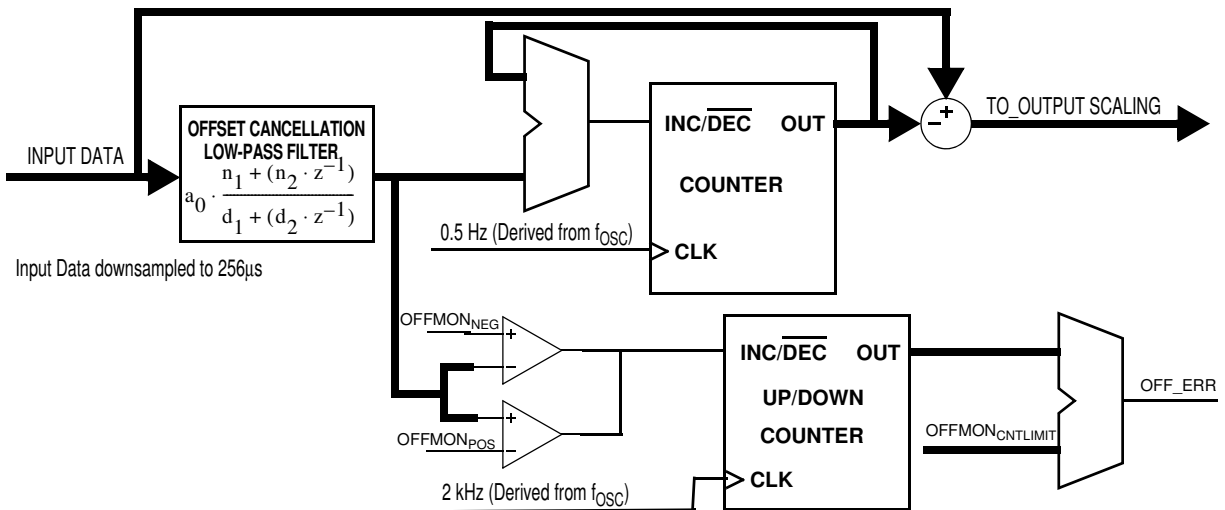 INPUT DATA
OFFSET CANCELLATION
LOW-PASS FILTER
a0 · n1 + (n2 · z−1)
d1 + (d2 · z−1)
Input Data downsampled to 256µs
INC/DEC OUT
COUNTER
CLK
0.5 Hz (Derived from fOSC)
− +
TO_OUTPUT SCALING
OFFMONNEG
+
−
+
−
OFFMONPOS
INC/DEC OUT
UP/DOWN
COUNTER
CLK
2 kHz (Derived from fOSC)
OFFMONCNTLIMIT
OFF_ERR